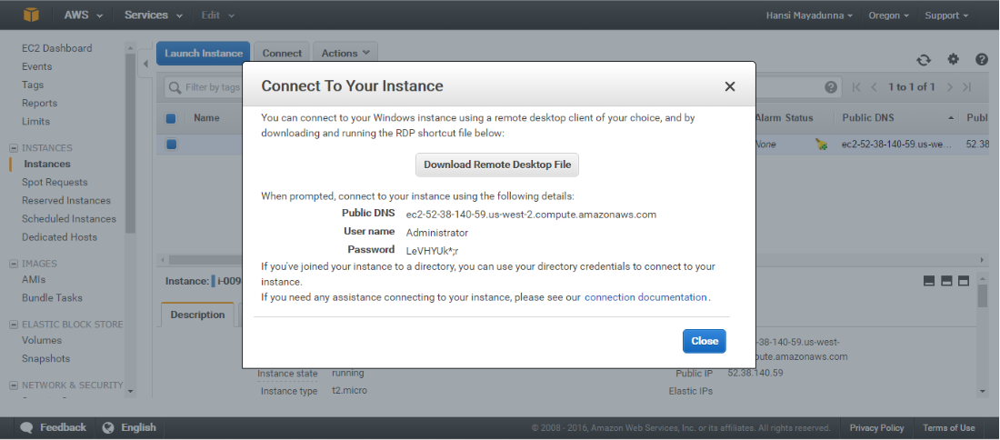 AWS Services Edit Hansi Mayadunna Oregon Support
EC2 Dashboard
Events
Tags
Reports
Limits
INSTANCES
Instances
Spot Requests
Reserved Instances
Scheduled Instances
Dedicated Hosts
IMAGES
AMIs
Bundle Tasks
ELASTIC BLOCK STORE
Volumes
Snapshots
NETWORK & SECURITY
Launch Instance Connect Actions
Filter by tags 1 to 1 of 1
Name Alarm Status Public DNS Publ
None ec2-52-38-140-59.us-we... 52.38
Connect To Your Instance
You can connect to your Windows instance using a remote desktop client of your choice, and by
downloading and running the RDP shortcut file below:
Download Remote Desktop File
When prompted, connect to your instance using the following details:
Public DNS ec2-52-38-140-59.us-west-2.compute.amazonaws.com
User name Administrator
Password LeVHYUk*;r
If you've joined your instance to a directory, you can use your directory credentials to connect to your
instance.
If you need any assistance connecting to your instance, please see our connection documentation.
Close
Instance: i-009
Description
-38-140-59.us-west-
ute.amazonaws.com
Instance state running Public IP 52.38.140.59
Instance type t2.micro Elastic IPs
Feedback English © 2008 - 2016, Amazon Web Services, Inc. or its affiliates. All rights reserved. Privacy Policy Terms of Use